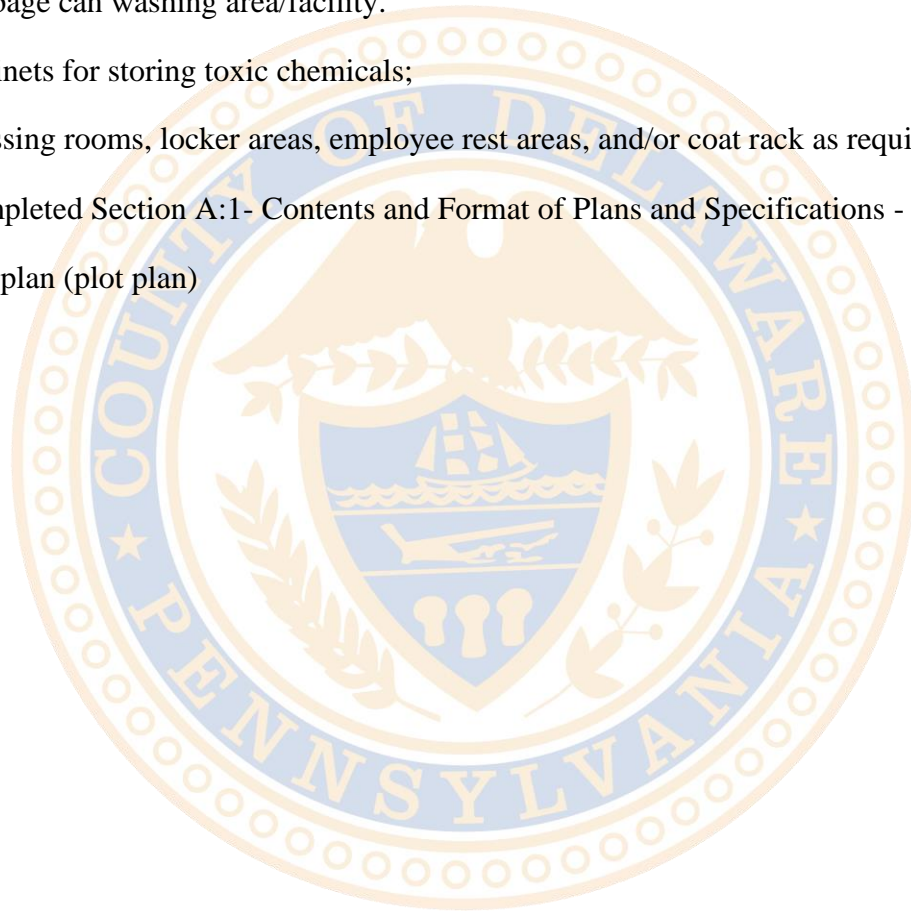 page can washing area/facility.
nets for storing toxic chemicals;
ssing rooms, locker areas, employee rest areas, and/or coat rack as requi
pleted Section A:1- Contents and Format of Plans and Specifications -
plan (plot plan)
COUNTY OF DELAWARE
★ PENNSYLVANIA ★